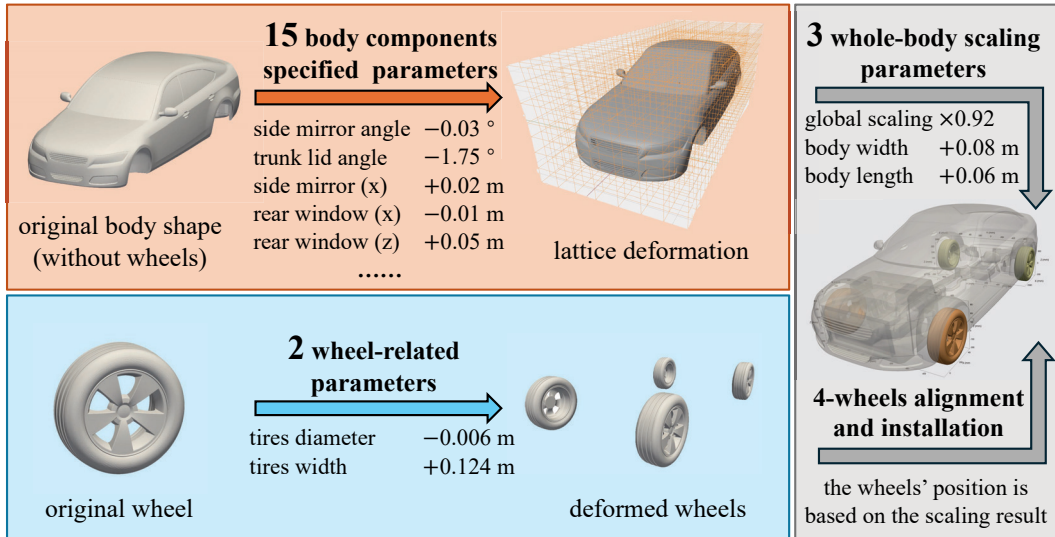 15 body components
specified parameters
side mirror angle −0.03 °
trunk lid angle −1.75 °
side mirror (x) +0.02 m
rear window (x) −0.01 m
rear window (z) +0.05 m
......
original body shape
(without wheels)
lattice deformation
2 wheel-related
parameters
tires diameter −0.006 m
tires width +0.124 m
original wheel
deformed wheels
3 whole-body scaling
parameters
global scaling ×0.92
body width +0.08 m
body length +0.06 m
4-wheels alignment
and installation
the wheels’ position is
based on the scaling result